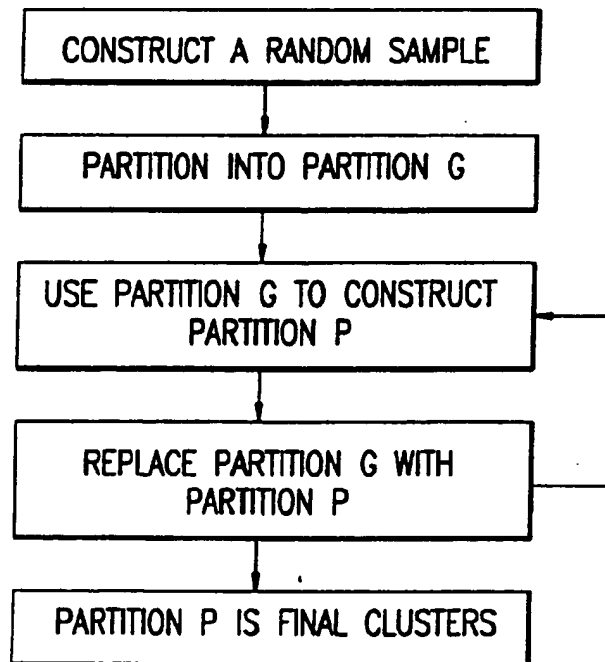 CONSTRUCT A RANDOM SAMPLE
PARTITION INTO PARTITION G
USE PARTITION G TO CONSTRUCT
PARTITION P
REPLACE PARTITION G WITH
PARTITION P
PARTITION P IS FINAL CLUSTERS